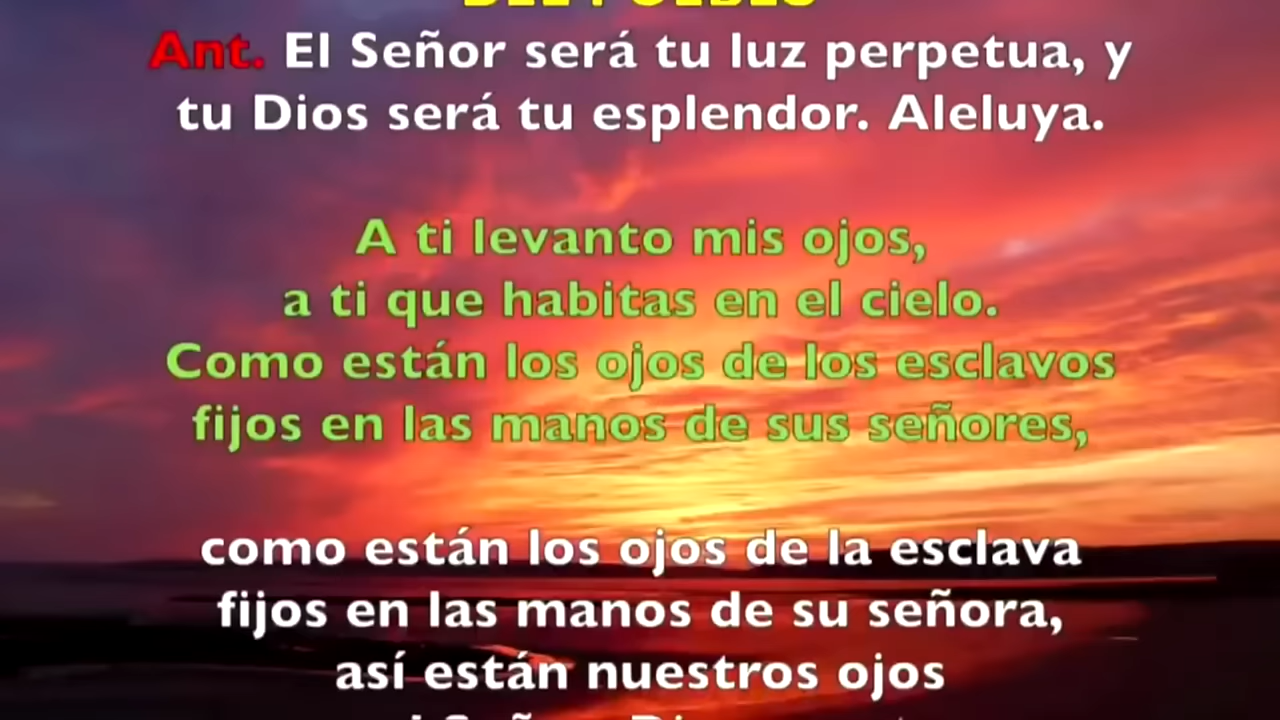 Ant. El Señor será tu luz perpetua, y
tu Dios será tu esplendor. Aleluya.
A ti levanto mis ojos,
a ti que habitas en el cielo.
Como están los ojos de los esclavos
fijos en las manos de sus señores,
como están los ojos de la esclava
fijos en las manos de su señora,
así están nuestros ojos